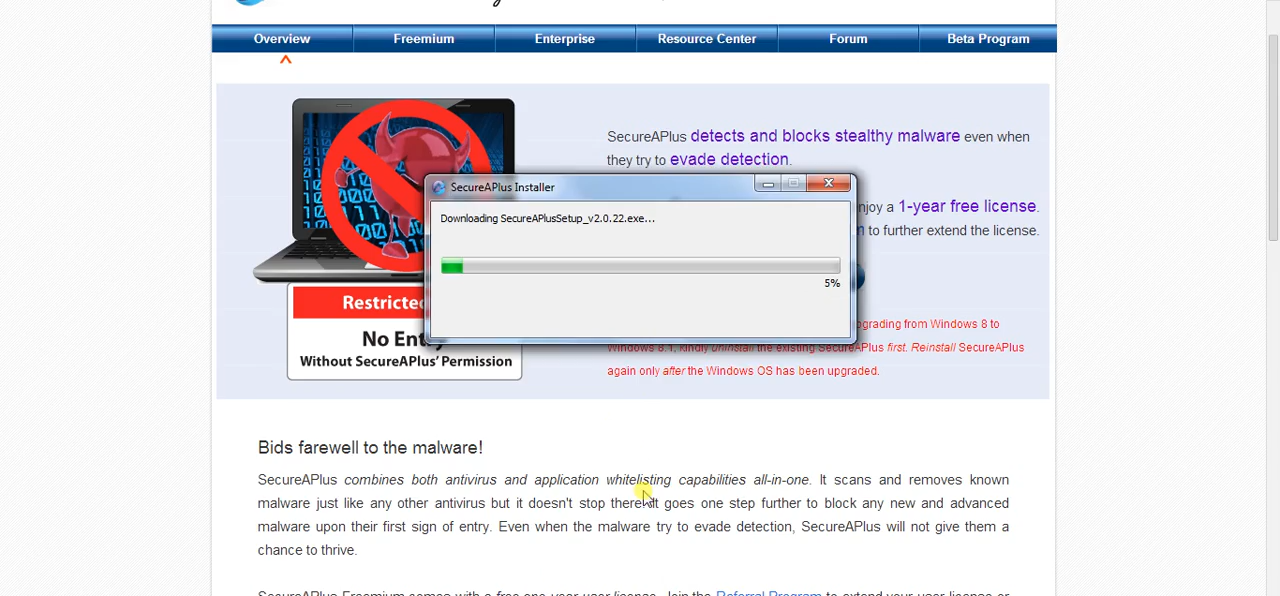 Overview Freemium Enterprise Resource Center Forum Beta Program
SecureAPlus detects and blocks stealthy malware even when
they try to evade detection.
SecureAPlus Installer
Downloading SecureAPlusSetup_v2.0.22.exe...
5%
enjoy a 1-year free license.
to further extend the license.
Restricted
No Entry
Without SecureAPlus' Permission
upgrading from Windows 8 to
Windows 8.1, kindly uninstall the existing SecureAPlus first. Reinstall SecureAPlus
again only after the Windows OS has been upgraded.
Bids farewell to the malware!
SecureAPlus combines both antivirus and application whitelisting capabilities all-in-one. It scans and removes known
malware just like any other antivirus but it doesn't stop there. It goes one step further to block any new and advanced
malware upon their first sign of entry. Even when the malware try to evade detection, SecureAPlus will not give them a
chance to thrive.
SecureAPlus Freemium comes with a free one-year user license. Join the Referral Program to extend your user license or